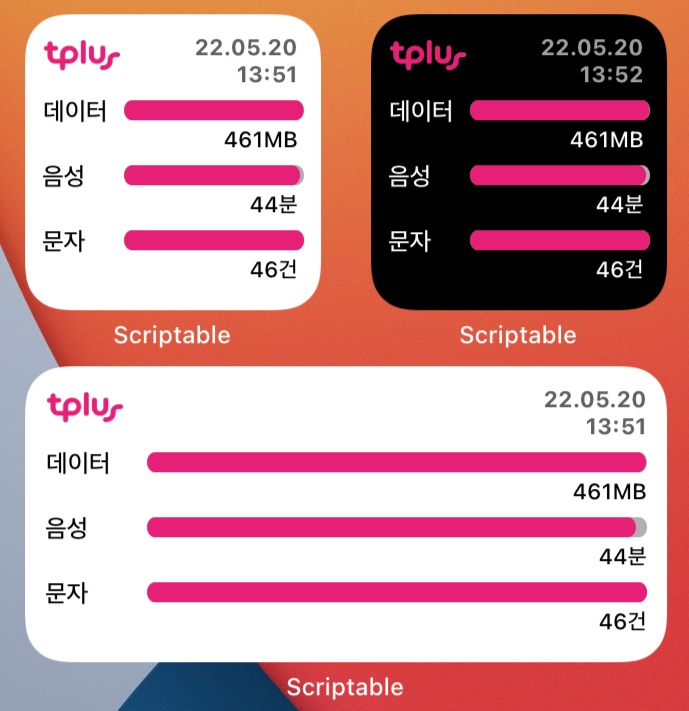 tplus
22.05.20
13:51
데이터
461MB
음성
44분
문자
46건
Scriptable
tplus
22.05.20
13:52
데이터
461MB
음성
44분
문자
46건
Scriptable
tplus
22.05.20
13:51
데이터
461MB
음성
44분
문자
46건
Scriptable